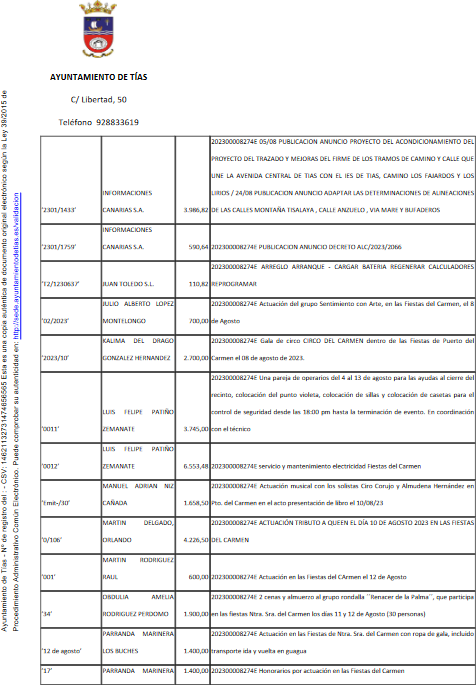 AYUNTAMIENTO DE TÍAS
C/ Libertad, 50
Teléfono 928833619
Ayuntamiento de Tías - Nº de registro del : - CSV: 14621132731474656565 Esta es una copia auténtica de documento original electrónico según la Ley 39/2015 de
Procedimiento Administrativo Común Electrónico. Puede comprobar su autenticidad en: http://sede.ayuntamientodetias.es/validacion
202300008274E 05/08 PUBLICACION ANUNCIO PROYECTO DEL ACONDICIONAMIENTO DEL
PROYECTO DEL TRAZADO Y MEJORAS DEL FIRME DE LOS TRAMOS DE CAMINO Y CALLE QUE
UNE LA AVENIDA CENTRAL DE TIAS CON EL IES DE TIAS, CAMINO LOS FAJARDOS Y LOS
INFORMACIONES LIRIOS / 24/08 PUBLICACION ANUNCIO ADAPTAR LAS DETERMINACIONES DE ALINEACIONES
'2301/1433' CANARIAS S.A. 3.986,82 DE LAS CALLES MONTAÑA TISALAYA , CALLE ANZUELO , VIA MARE Y BUFADEROS
INFORMACIONES
'2301/1759' CANARIAS S.A. 590,64 202300008274E PUBLICACION ANUNCIO DECRETO ALC/2023/2066
202300008274E ARREGLO ARRANQUE - CARGAR BATERIA REGENERAR CALCULADORES
'T2/1230637' JUAN TOLEDO S.L. 110,82 REPROGRAMAR
JULIO ALBERTO LOPEZ 202300008274E Actuación del grupo Sentimiento con Arte, en las Fiestas del Carmen, el 8
'02/2023' MONTELONGO 700,00 de Agosto
KALIMA DEL DRAGO 202300008274E Gala de circo CIRCO DEL CARMEN dentro de las Fiestas de Puerto del
'2023/10' GONZALEZ HERNANDEZ 2.700,00 Carmen el 08 de agosto de 2023.
202300008274E Una pareja de operarios del 4 al 13 de agosto para las ayudas al cierre del
recinto, colocación del punto violeta, colocación de sillas y colocación de casetas para el
LUIS FELIPE PATIÑO control de seguridad desde las 18:00 pm hasta la terminación de evento. En coordinación
'0011' ZEMANATE 3.745,00 con el técnico
LUIS FELIPE PATIÑO
'0012' ZEMANATE 6.553,48 202300008274E servicio y mantenimiento electricidad Fiestas del Carmen
MANUEL ADRIAN NIZ 202300008274E Actuación musical con los solistas Ciro Corujo y Almudena Hernández en
'Emit-/30' CAÑADA 1.658,50 Pto. del Carmen en el acto presentación de libro el 10/08/23
MARTIN DELGADO, 202300008274E ACTUACIÓN TRIBUTO A QUEEN EL DÍA 10 DE AGOSTO 2023 EN LAS FIESTAS
'0/106' ORLANDO 4.226,50 DEL CARMEN
MARTIN RODRIGUEZ
'001' RAUL 600,00 202300008274E Actuación en las Fiestas del CArmen el 12 de Agosto
OBDULIA AMELIA 202300008274E 2 cenas y almuerzo al grupo rondalla ¨Renacer de la Palma¨, que participa
'34' RODRIGUEZ PERDOMO 1.900,00 en las fiestas Ntra. Sra. del Carmen los días 11 y 12 de Agosto (30 personas)
PARRANDA MARINERA 202300008274E Actuación en las Fiestas de Ntra. Sra. del Carmen con ropa de gala, incluido
'12 de agosto' LOS BUCHES 1.400,00 transporte ida y vuelta en guagua
'17' PARRANDA MARINERA 1.400,00 202300008274E Honorarios por actuación en las Fiestas del Carmen